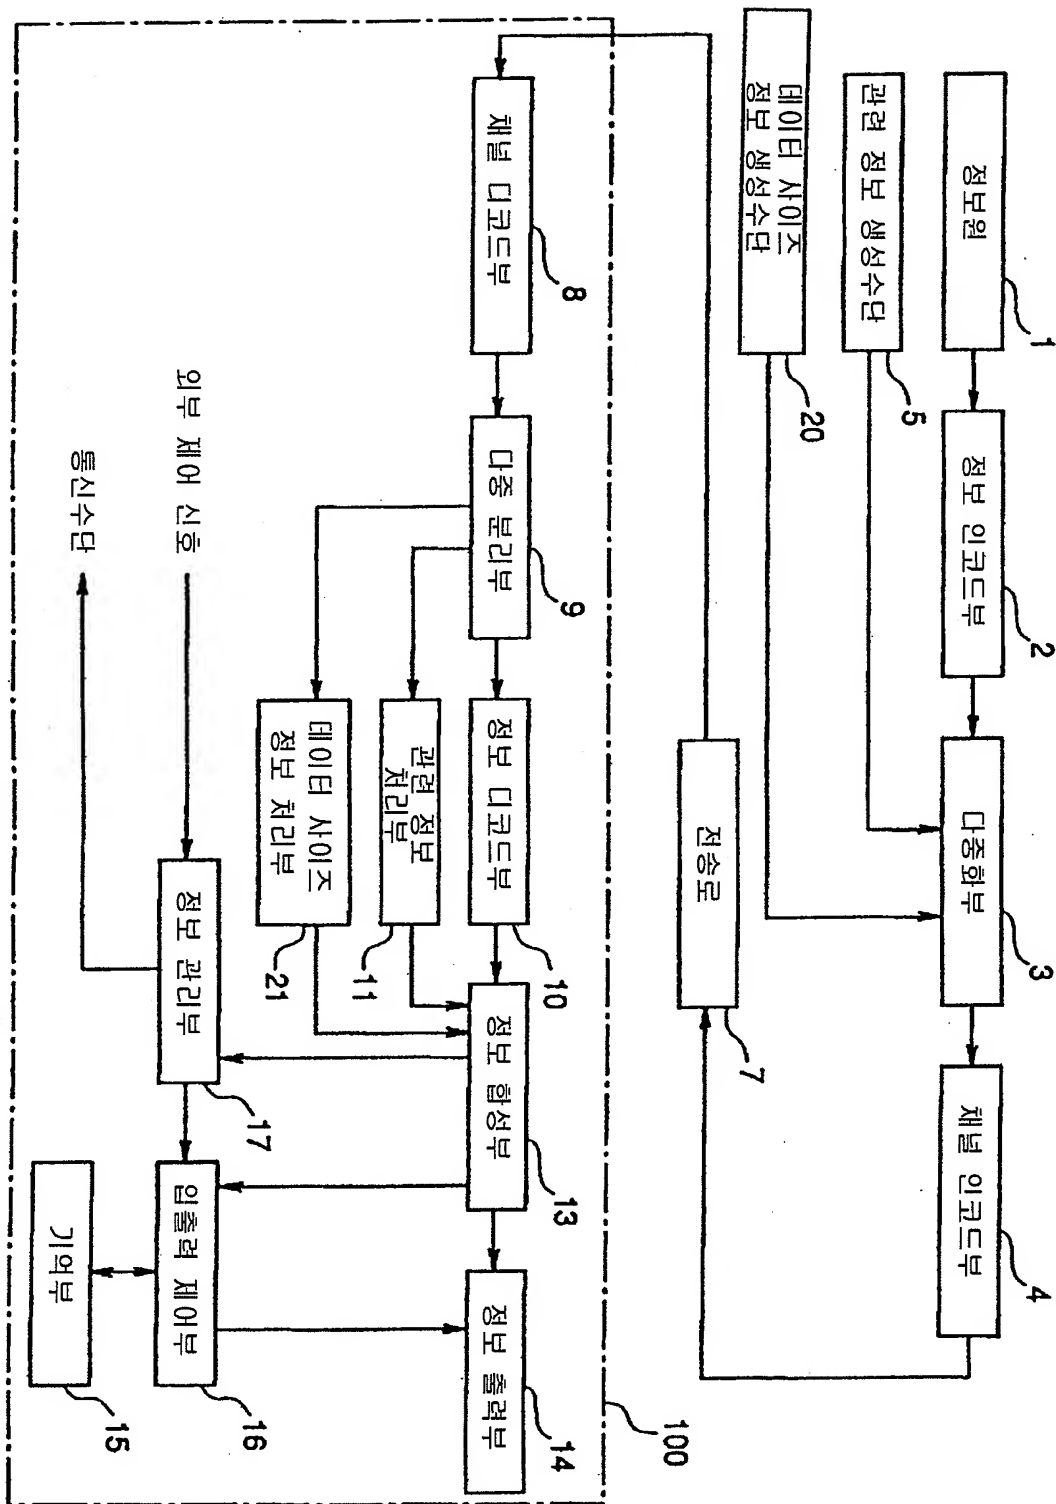 정보원
1
정보 인코드부
2
다중화부
3
채널 인코드부
4
관련 정보 생성수단
5
데이터 사이즈
정보 생성수단
20
전송로
7
100
채널 디코드부
8
다중 분리부
9
정보 디코드부
10
정보 합성부
13
정보 출력부
14
관련 정보
처리부
11
데이터 사이즈
정보 처리부
21
외부 제어 신호
정보 관리부
17
입출력 제어부
16
통신수단
기억부
15